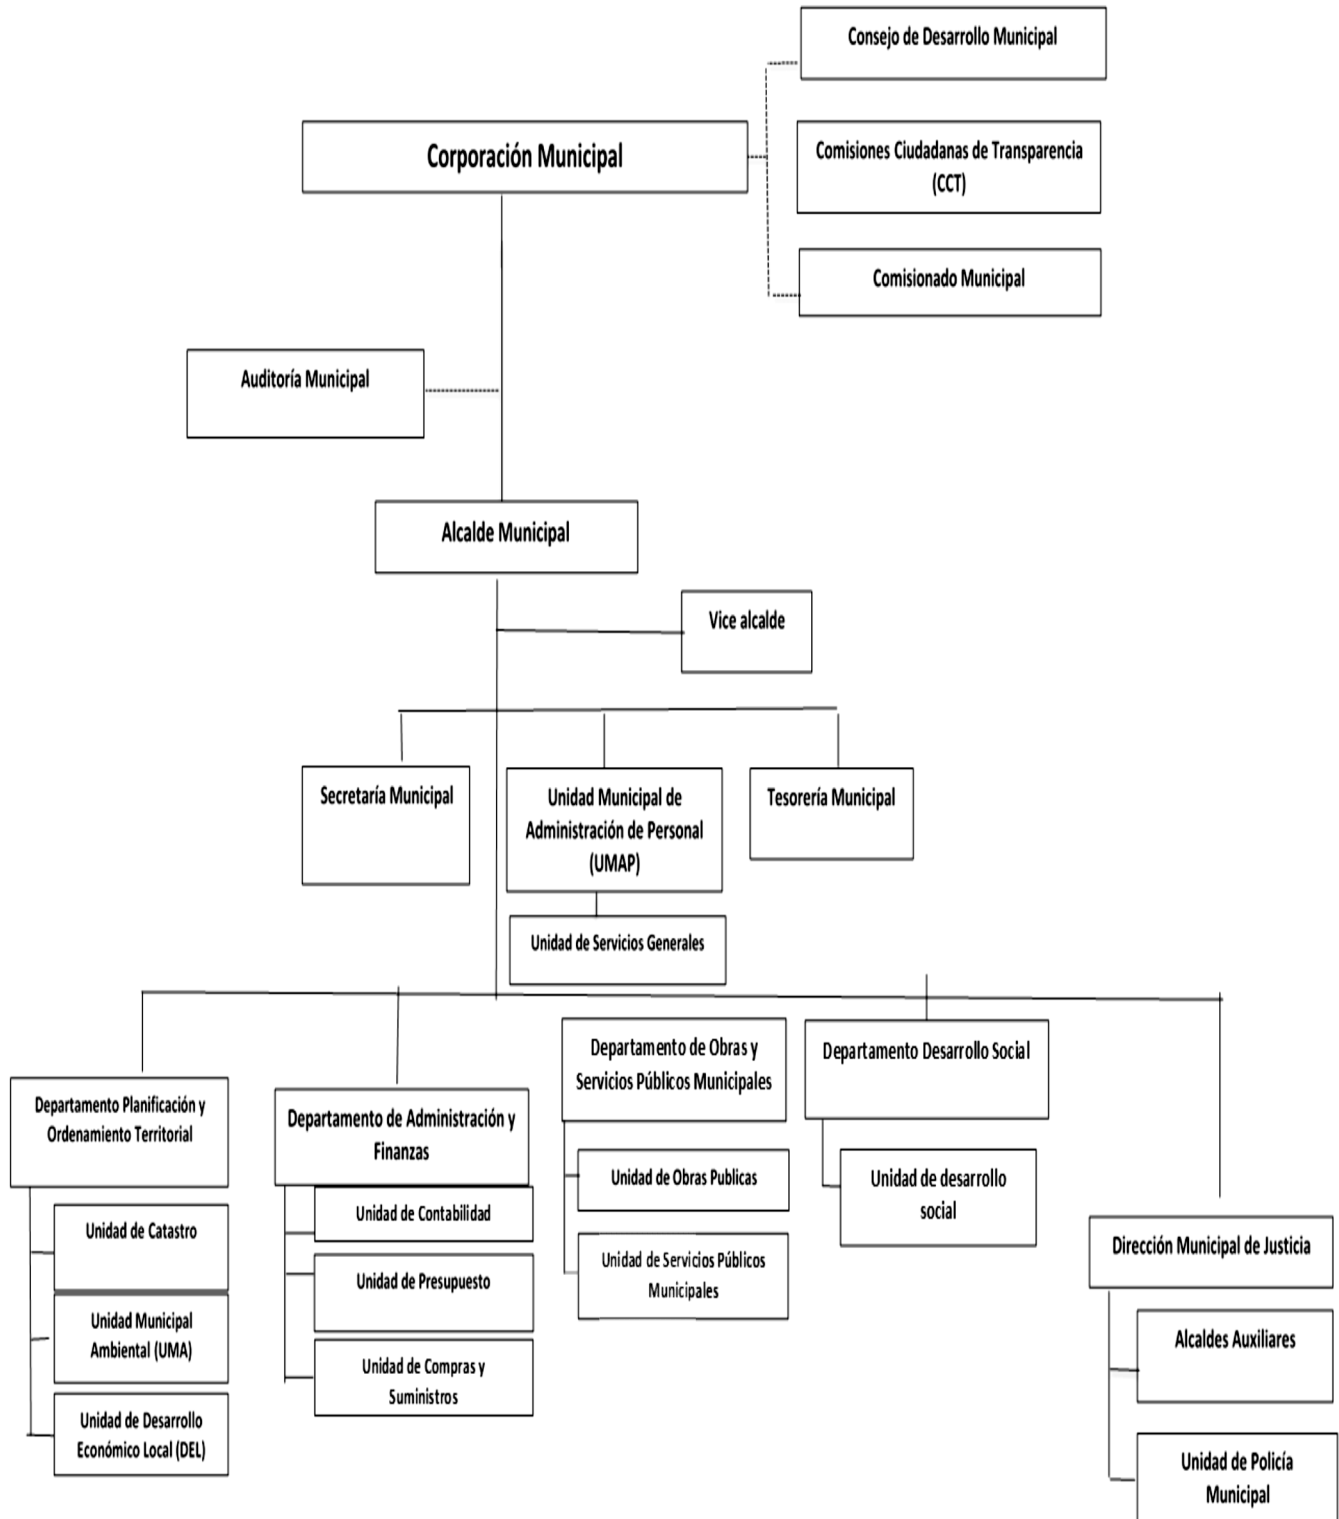 Consejo de Desarrollo Municipal
Corporación Municipal
Comisiones Ciudadanas de Transparencia
(CCT)
Comisionado Municipal
Auditoría Municipal
Alcalde Municipal
Vice alcalde
Secretaría Municipal
Unidad Municipal de
Administración de Personal
(UMAP)
Tesorería Municipal
Unidad de Servicios Generales
Departamento Planificación y
Ordenamiento Territorial
Unidad de Catastro
Unidad Municipal
Ambiental (UMA)
Unidad de Desarrollo
Económico Local (DEL)
Departamento de Administración y
Finanzas
Unidad de Contabilidad
Unidad de Presupuesto
Unidad de Compras y
Suministros
Departamento de Obras y
Servicios Públicos Municipales
Unidad de Obras Publicas
Unidad de Servicios Públicos
Municipales
Departamento Desarrollo Social
Unidad de desarrollo
social
Dirección Municipal de Justicia
Alcaldes Auxiliares
Unidad de Policía
Municipal